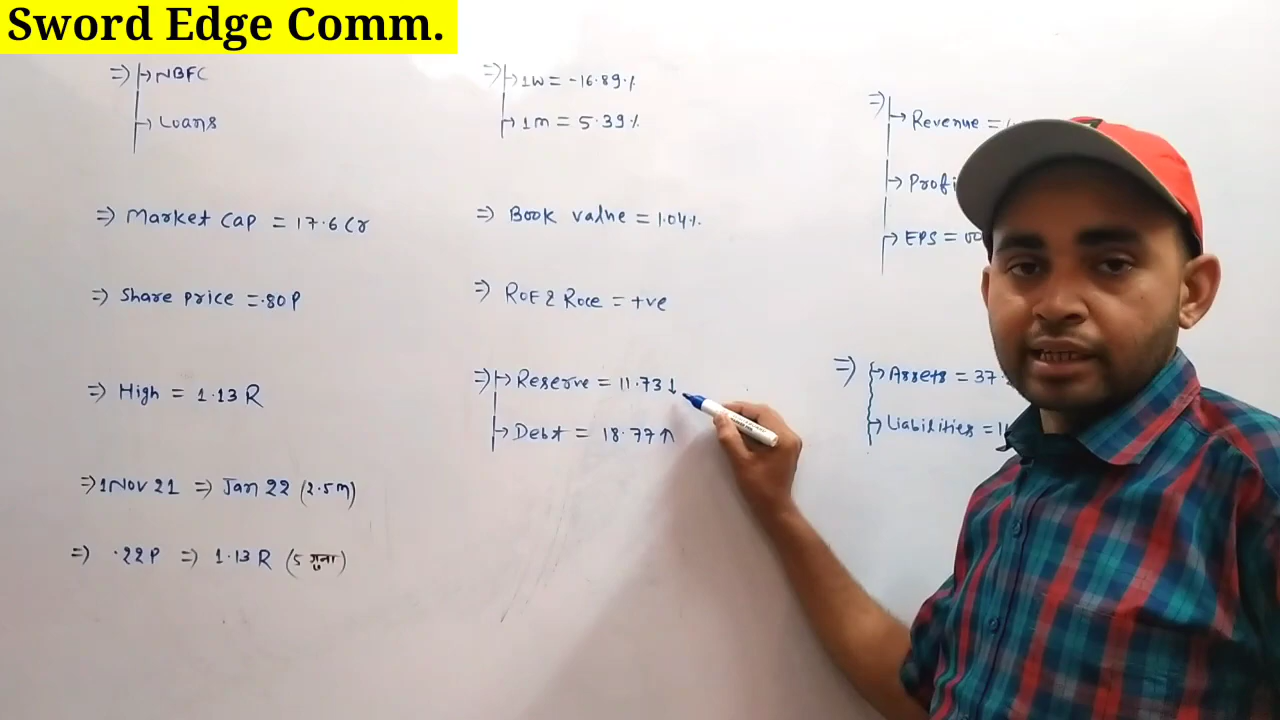 Sword Edge Comm.
⇒ → NBFC
→ Loans
⇒ Market Cap = 17.6 Cr
⇒ Share price = .80P
⇒ High = 1.13 R
⇒ 1 Nov 21 ⇒ Jan 22 (2.5m)
⇒ .22P ⇒ 1.13 R (5 गुना)
⇒ → 1W = -16.89%
→ 1m = 5.39%
⇒ Book value = 1.04%.
⇒ ROE & Roce = +ve
⇒ → Reserve = 11.73↓
→ Debt = 18.77↑
⇒ → Revenue =
→
→ EPS =
⇒ → Assets = 37.
→ Liabilities =